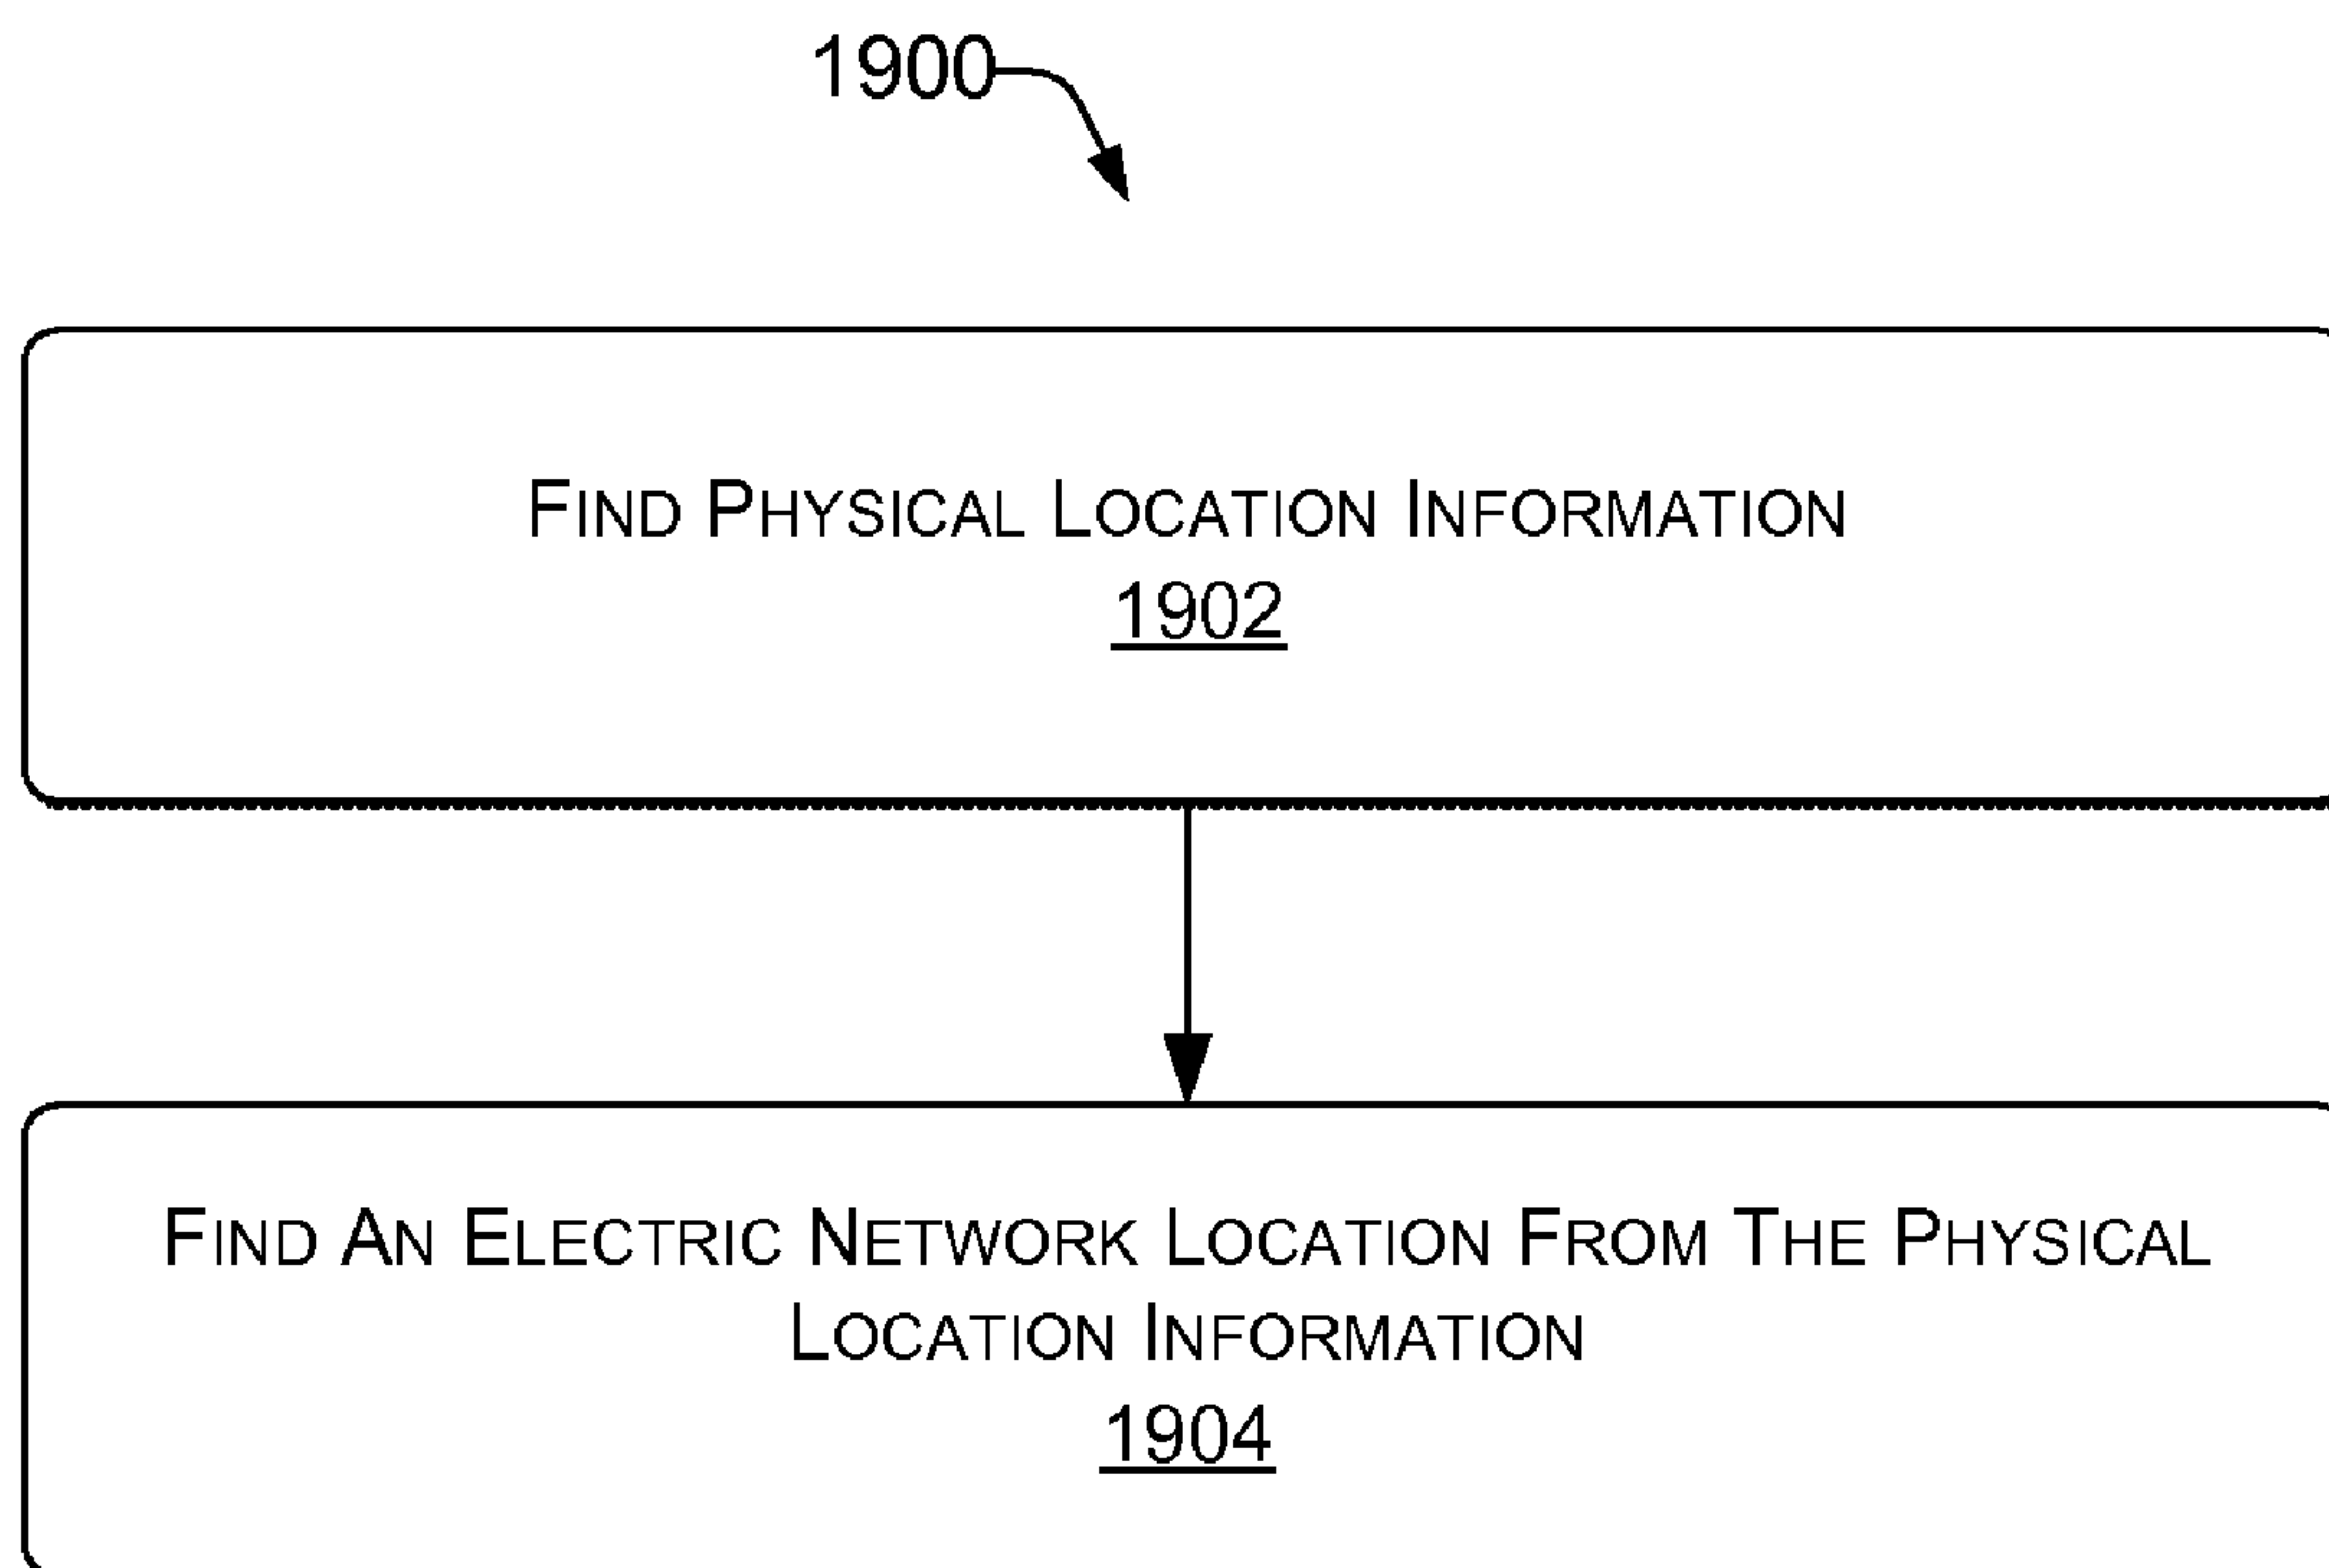 1900
FIND PHYSICAL LOCATION INFORMATION
1902
FIND AN ELECTRIC NETWORK LOCATION FROM THE PHYSICAL
LOCATION INFORMATION
1904